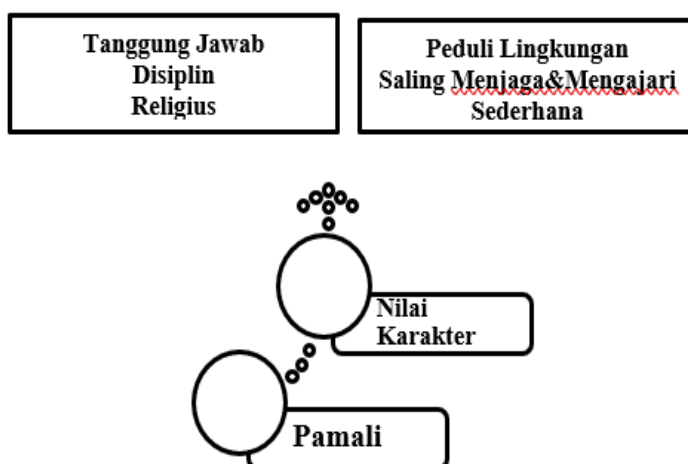 Tanggung Jawab
Disiplin
Religius
Peduli Lingkungan
Saling Menjaga&Mengajari
Sederhana
Nilai
Karakter
Pamali